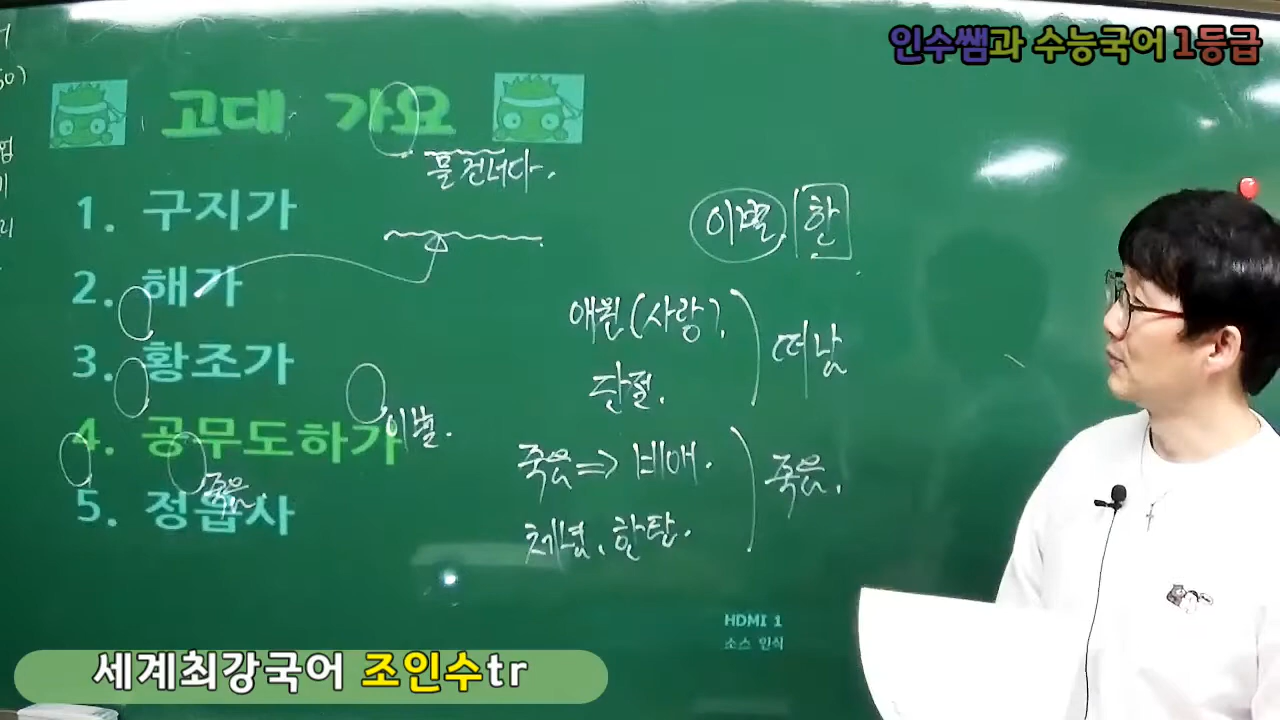 인수쌤과 수능국어 1등급
고대 가요
물 건너다.
1. 구지가
2. 해가
3. 황조가
4. 공무도하가
이별.
5. 정읍사
죽음.
이별, 한
애원(사랑),
단절.
떠남
죽음 => 비애.
체념, 한탄.
죽음.
HDMI 1
소스 인식
세계최강국어 조인수tr